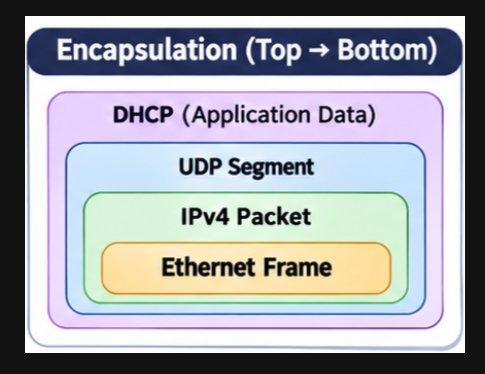 Encapsulation (Top → Bottom)
DHCP (Application Data)
UDP Segment
IPv4 Packet
Ethernet Frame